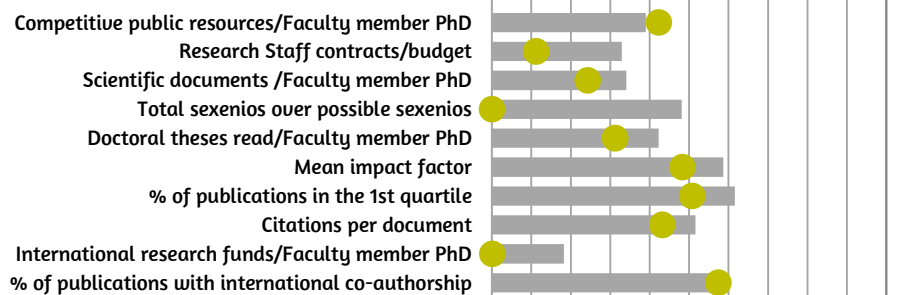 Competitive public resources/Faculty member PhD
Research Staff contracts/budget
Scientific documents /Faculty member PhD
Total sexenios over possible sexenios
Doctoral theses read/Faculty member PhD
Mean impact factor
% of publications in the 1st quartile
Citations per document
International research funds/Faculty member PhD
% of publications with international co-authorship